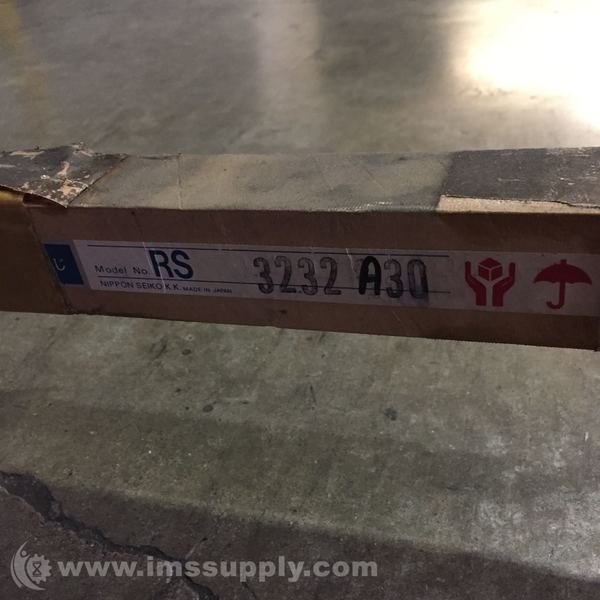 Model No. RS 3232 A30
NIPPON SEIKO K.K. MADE IN JAPAN
www.imssupply.com